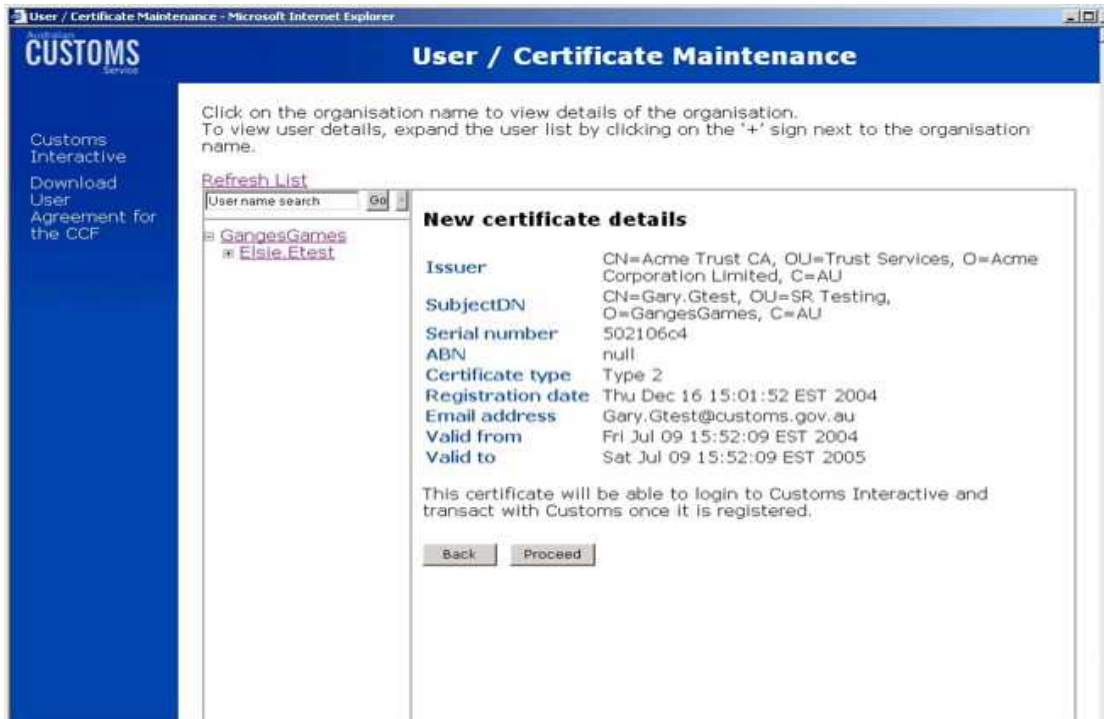 User / Certificate Maintenance - Microsoft Internet Explorer
Australian
CUSTOMS
Service
User / Certificate Maintenance
Customs
Interactive
Download
User
Agreement for
the CCF
Click on the organisation name to view details of the organisation.
To view user details, expand the user list by clicking on the '+' sign next to the organisation
name.
Refresh List
User name search Go
GangesGames
Elsie.Etest
New certificate details
Issuer CN=Acme Trust CA, OU=Trust Services, O=Acme
Corporation Limited, C=AU
SubjectDN CN=Gary.Gtest, OU=SR Testing,
O=GangesGames, C=AU
Serial number 502106c4
ABN null
Certificate type Type 2
Registration date Thu Dec 16 15:01:52 EST 2004
Email address Gary.Gtest@customs.gov.au
Valid from Fri Jul 09 15:52:09 EST 2004
Valid to Sat Jul 09 15:52:09 EST 2005
This certificate will be able to login to Customs Interactive and
transact with Customs once it is registered.
Back Proceed